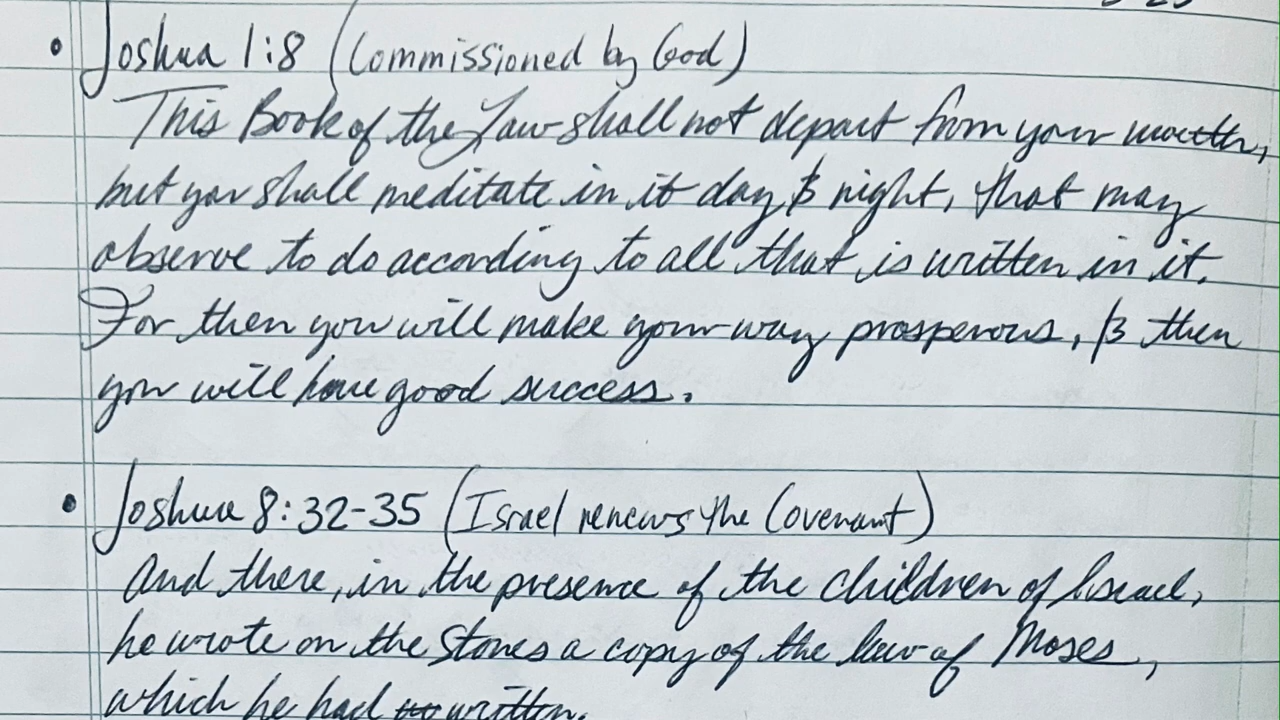 • Joshua 1:8 (Commissioned by God)
This Book of the Law shall not depart from your mouth,
but you shall meditate in it day & night, that may
observe to do according to all that is written in it.
For then you will make your way prosperous, & then
you will have good success.
• Joshua 8:32-35 (Israel renews the Covenant)
And there, in the presence of the children of Israel,
he wrote on the stones a copy of the law of Moses,
which he had written.